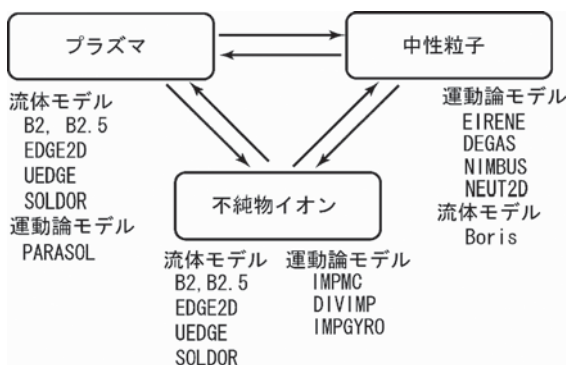 プラズマ
中性粒子
流体モデル
B2, B2.5
EDGE2D
UEDGE
SOLDOR
運動論モデル
PARASOL
運動論モデル
EIRENE
DEGAS
NIMBUS
NEUT2D
流体モデル
Boris
不純物イオン
流体モデル
B2,B2.5
EDGE2D
UEDGE
SOLDOR
運動論モデル
IMPMC
DIVIMP
IMPGYRO